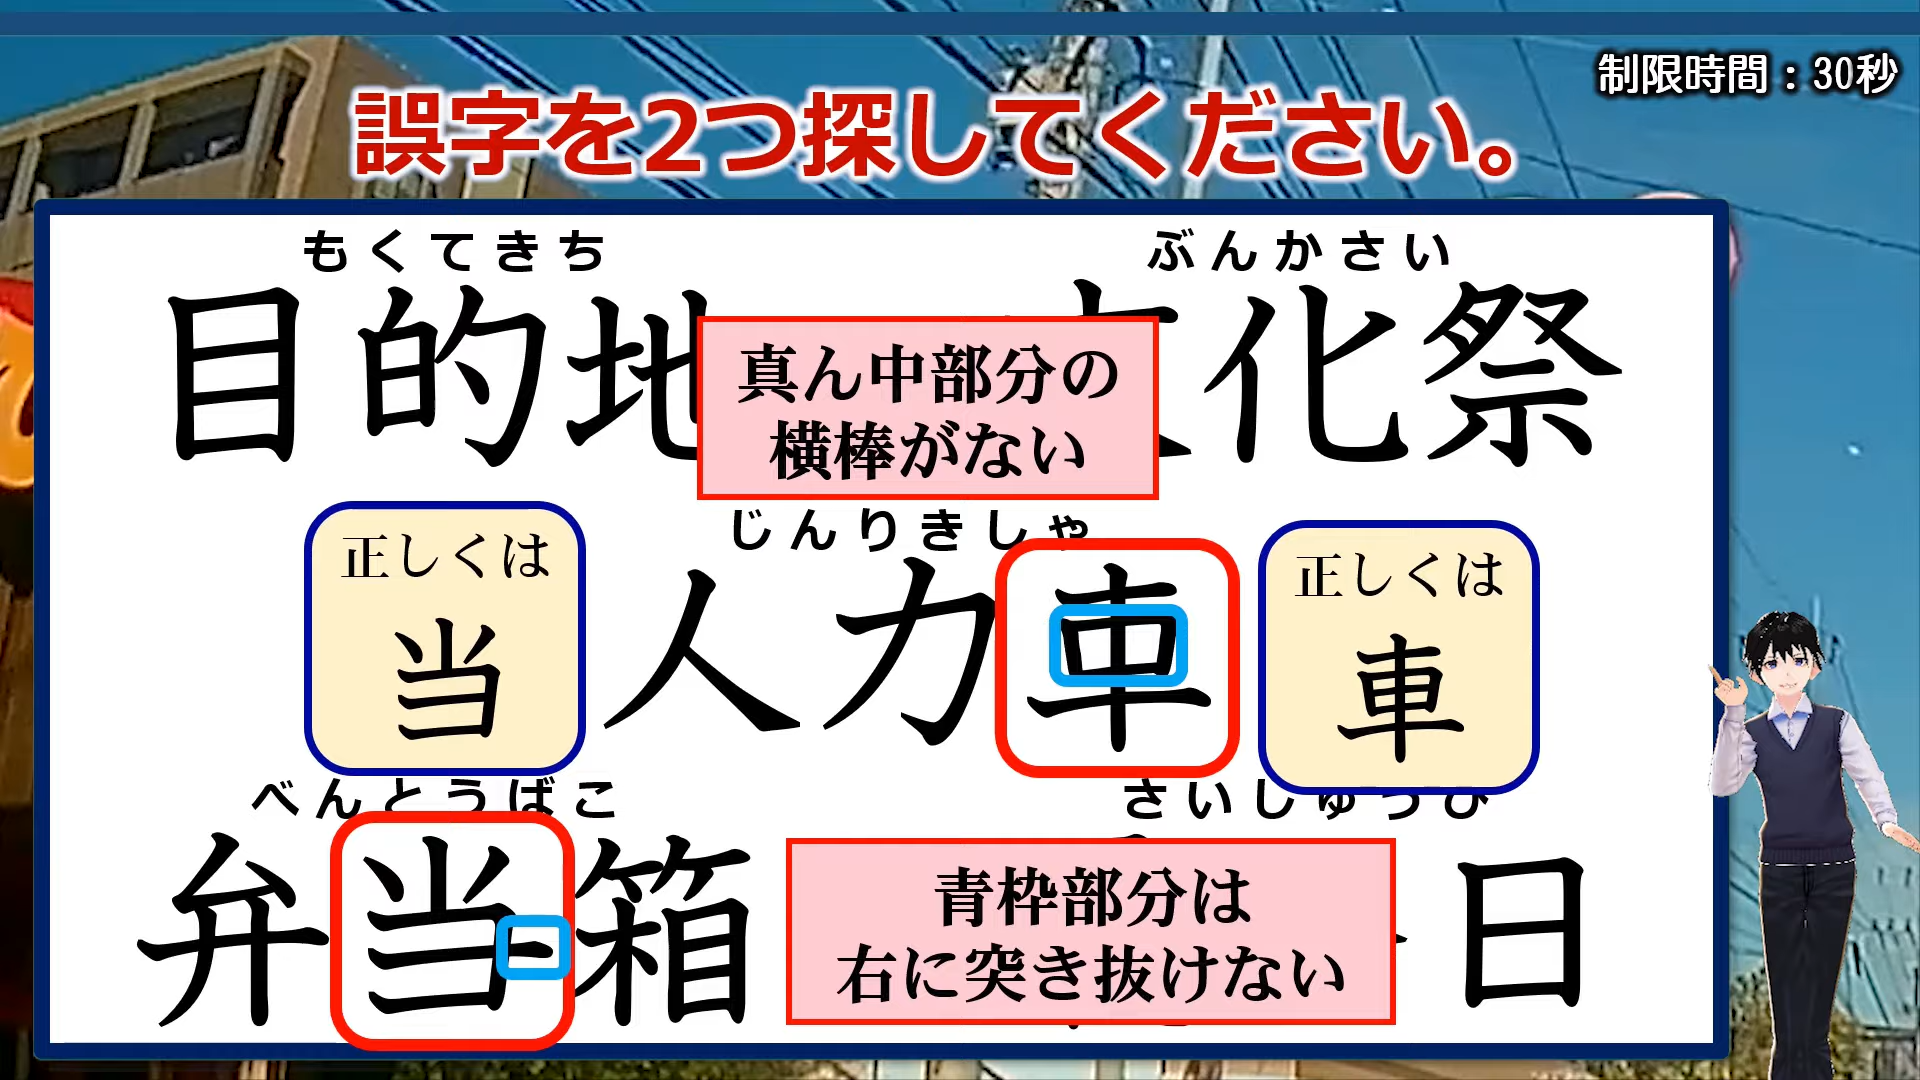 制限時間：30秒
誤字を2つ探してください。
もくてきち
ぶんかさい
目的地
文化祭
真ん中部分の
横棒がない
じんりきしゃ
正しくは
当
人力
正しくは
車
べんとうばこ
さいしゅうび
弁 箱
青枠部分は
右に突き抜けない
日